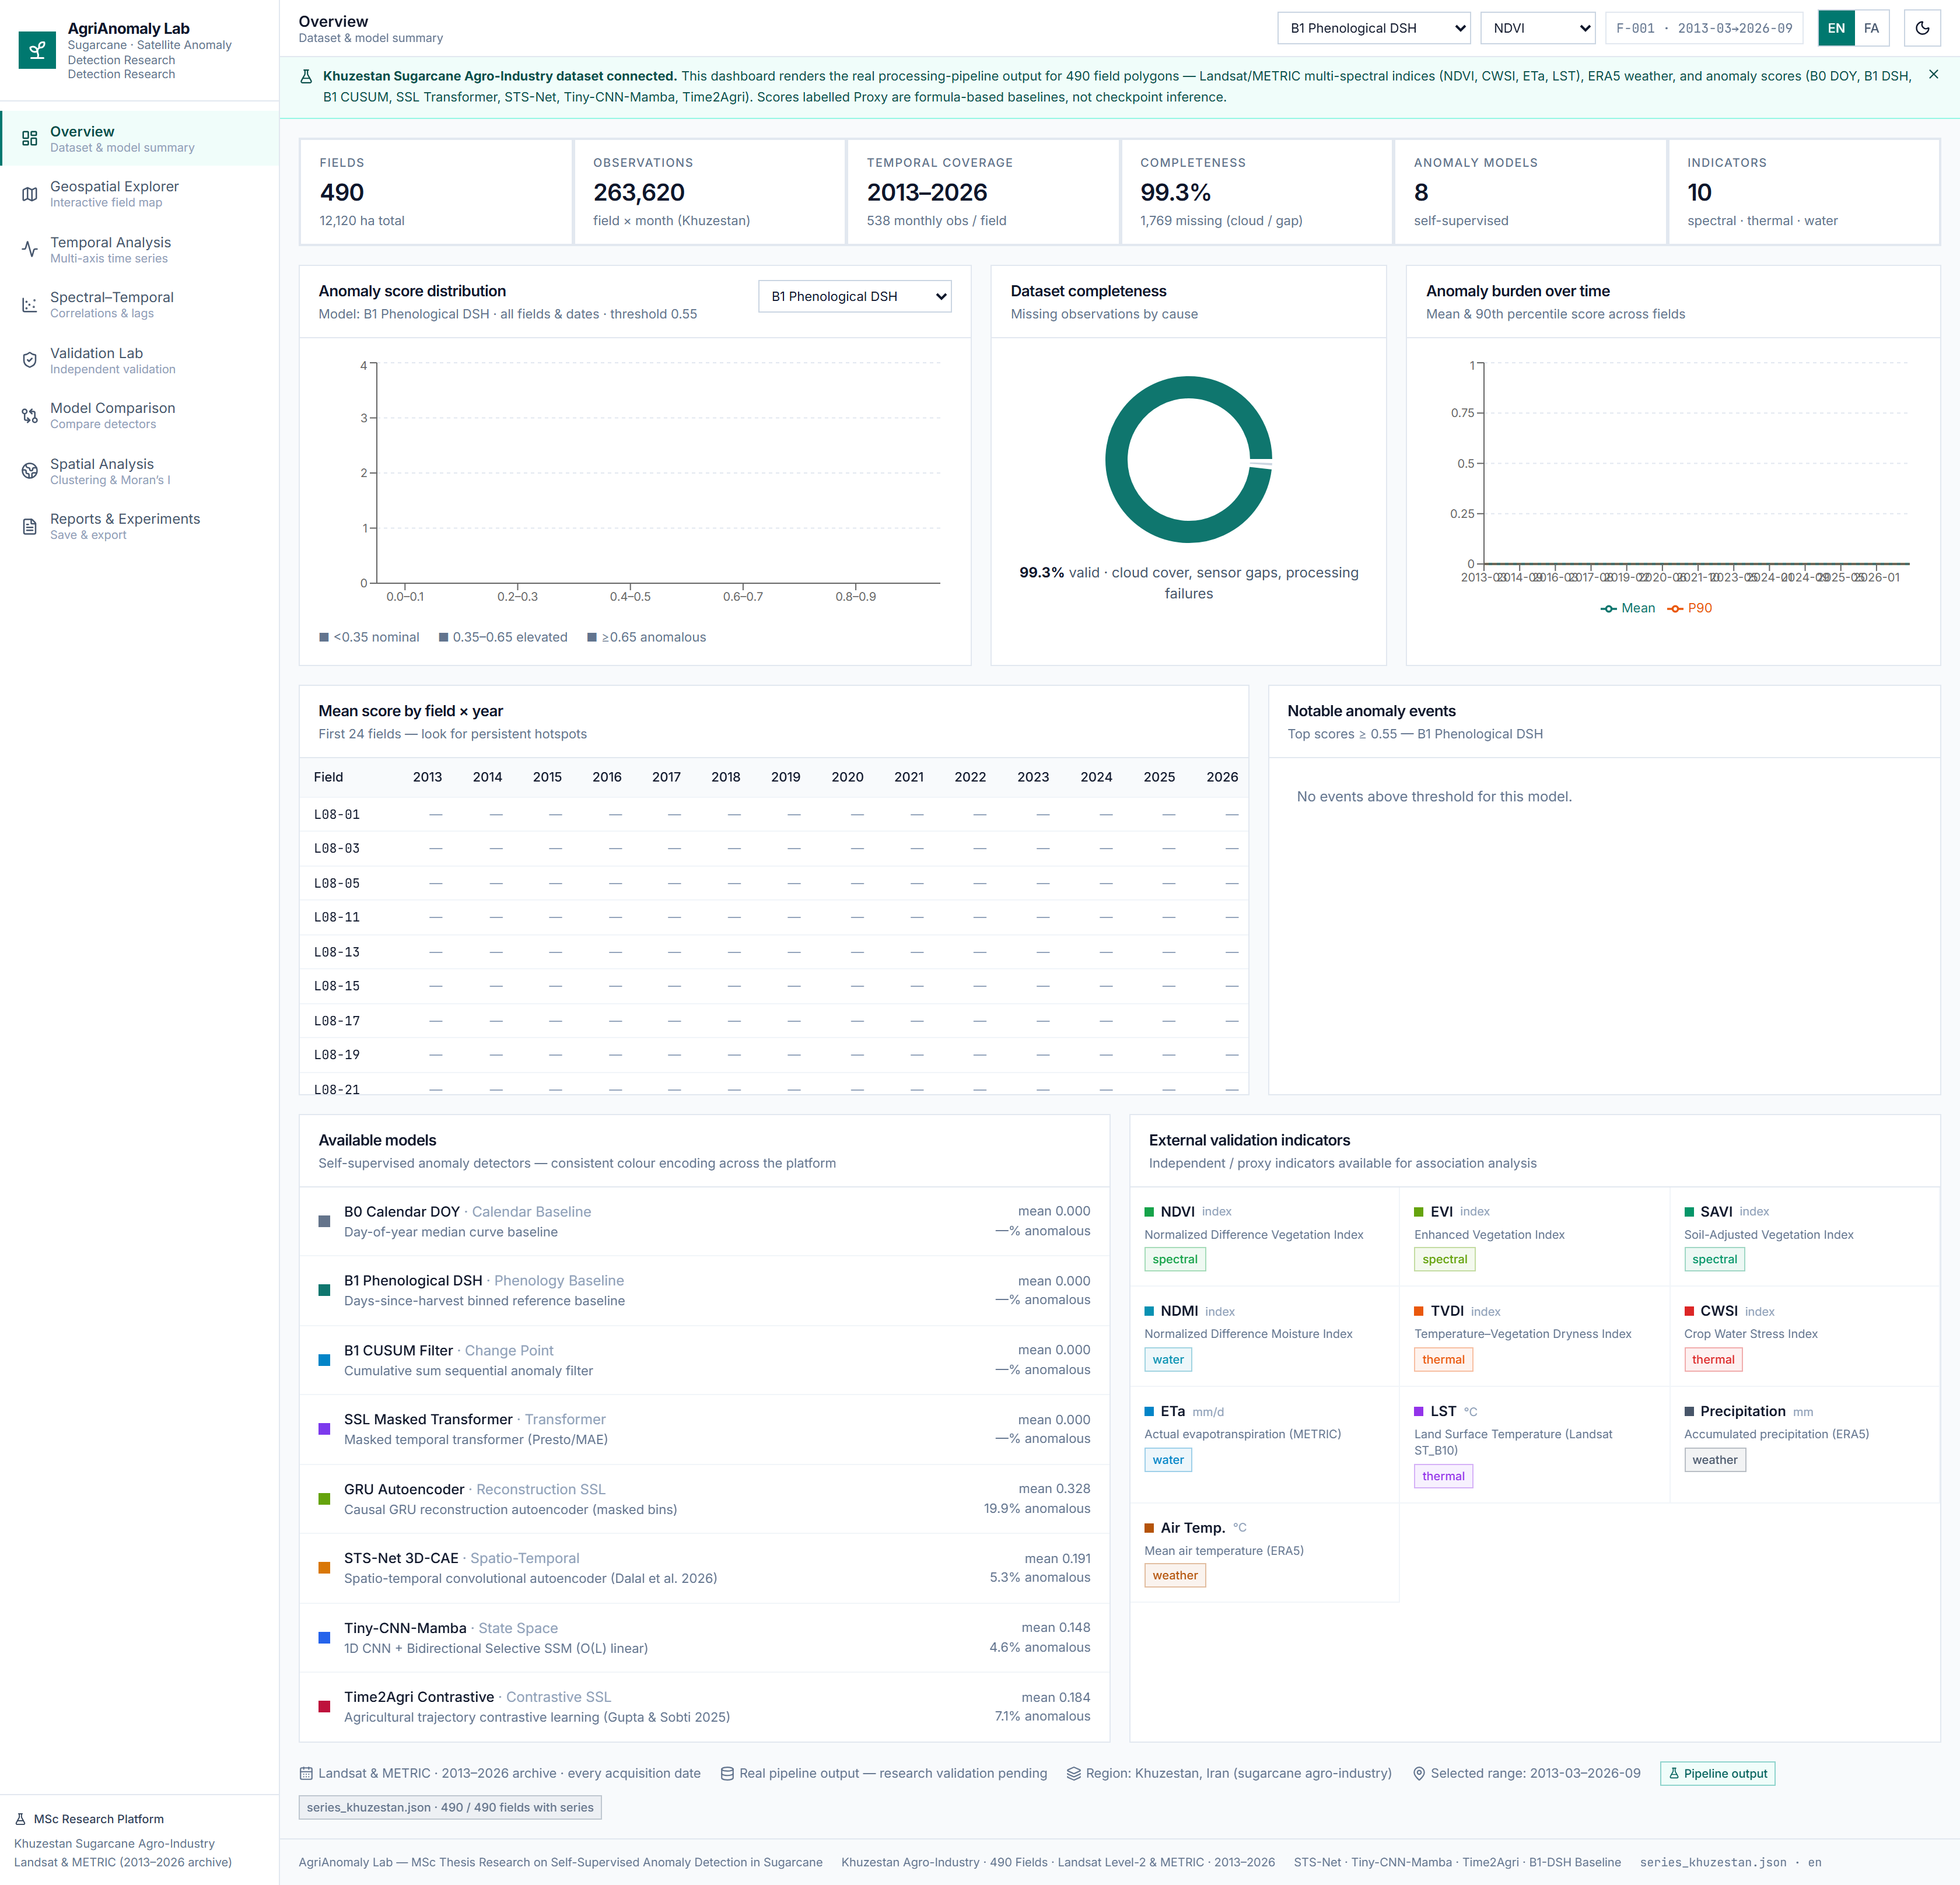 AgriAnomaly Lab
Sugarcane · Satellite Anomaly
Detection Research
Detection Research
Overview
Dataset & model summary
Geospatial Explorer
Interactive field map
Temporal Analysis
Multi-axis time series
Spectral–Temporal
Correlations & lags
Validation Lab
Independent validation
Model Comparison
Compare detectors
Spatial Analysis
Clustering & Moran's I
Reports & Experiments
Save & export
MSc Research Platform
Khuzestan Sugarcane Agro-Industry
Landsat & METRIC (2013–2026 archive)
Overview
Dataset & model summary
B1 Phenological DSH
NDVI
F-001 · 2013-03→2026-09
EN FA
Khuzestan Sugarcane Agro-Industry dataset connected. This dashboard renders the real processing-pipeline output for 490 field polygons — Landsat/METRIC multi-spectral indices (NDVI, CWSI, ETa, LST), ERA5 weather, and anomaly scores (B0 DOY, B1 DSH,
B1 CUSUM, SSL Transformer, STS-Net, Tiny-CNN-Mamba, Time2Agri). Scores labelled Proxy are formula-based baselines, not checkpoint inference.
FIELDS
490
12,120 ha total
OBSERVATIONS
263,620
field × month (Khuzestan)
TEMPORAL COVERAGE
2013–2026
538 monthly obs / field
COMPLETENESS
99.3%
1,769 missing (cloud / gap)
ANOMALY MODELS
8
self-supervised
INDICATORS
10
spectral · thermal · water
Anomaly score distribution
Model: B1 Phenological DSH · all fields & dates · threshold 0.55
B1 Phenological DSH
4
3
2
1
0
0.0–0.1 0.2–0.3 0.4–0.5 0.6–0.7 0.8–0.9
<0.35 nominal 0.35–0.65 elevated ≥0.65 anomalous
Dataset completeness
Missing observations by cause
99.3% valid · cloud cover, sensor gaps, processing
failures
Anomaly burden over time
Mean & 90th percentile score across fields
1
0.75
0.5
0.25
0
2013-03 2014-09 2016-03 2017-08 2019-02 2020-06 2021-10 2023-05 2024-01 2024-09 2025-05 2026-01
Mean P90
Mean score by field × year
First 24 fields — look for persistent hotspots
Field 2013 2014 2015 2016 2017 2018 2019 2020 2021 2022 2023 2024 2025 2026
L08-01 — — — — — — — — — — — — — —
L08-03 — — — — — — — — — — — — — —
L08-05 — — — — — — — — — — — — — —
L08-11 — — — — — — — — — — — — — —
L08-13 — — — — — — — — — — — — — —
L08-15 — — — — — — — — — — — — — —
L08-17 — — — — — — — — — — — — — —
L08-19 — — — — — — — — — — — — — —
L08-21 — — — — — — — — — — — — — —
Notable anomaly events
Top scores ≥ 0.55 — B1 Phenological DSH
No events above threshold for this model.
Available models
Self-supervised anomaly detectors — consistent colour encoding across the platform
B0 Calendar DOY · Calendar Baseline mean 0.000
Day-of-year median curve baseline —% anomalous
B1 Phenological DSH · Phenology Baseline mean 0.000
Days-since-harvest binned reference baseline —% anomalous
B1 CUSUM Filter · Change Point mean 0.000
Cumulative sum sequential anomaly filter —% anomalous
SSL Masked Transformer · Transformer mean 0.000
Masked temporal transformer (Presto/MAE) —% anomalous
GRU Autoencoder · Reconstruction SSL mean 0.328
Causal GRU reconstruction autoencoder (masked bins) 19.9% anomalous
STS-Net 3D-CAE · Spatio-Temporal mean 0.191
Spatio-temporal convolutional autoencoder (Dalal et al. 2026) 5.3% anomalous
Tiny-CNN-Mamba · State Space mean 0.148
1D CNN + Bidirectional Selective SSM (O(L) linear) 4.6% anomalous
Time2Agri Contrastive · Contrastive SSL mean 0.184
Agricultural trajectory contrastive learning (Gupta & Sobti 2025) 7.1% anomalous
External validation indicators
Independent / proxy indicators available for association analysis
NDVI index
Normalized Difference Vegetation Index
spectral
EVI index
Enhanced Vegetation Index
spectral
SAVI index
Soil-Adjusted Vegetation Index
spectral
NDMI index
Normalized Difference Moisture Index
water
TVDI index
Temperature–Vegetation Dryness Index
thermal
CWSI index
Crop Water Stress Index
thermal
ETa mm/d
Actual evapotranspiration (METRIC)
water
LST °C
Land Surface Temperature (Landsat
ST_B10)
thermal
Precipitation mm
Accumulated precipitation (ERA5)
weather
Air Temp. °C
Mean air temperature (ERA5)
weather
Landsat & METRIC · 2013–2026 archive · every acquisition date Real pipeline output — research validation pending Region: Khuzestan, Iran (sugarcane agro-industry) Selected range: 2013-03–2026-09 Pipeline output
series_khuzestan.json · 490 / 490 fields with series
AgriAnomaly Lab — MSc Thesis Research on Self-Supervised Anomaly Detection in Sugarcane Khuzestan Agro-Industry · 490 Fields · Landsat Level-2 & METRIC · 2013–2026 STS-Net · Tiny-CNN-Mamba · Time2Agri · B1-DSH Baseline series_khuzestan.json · en